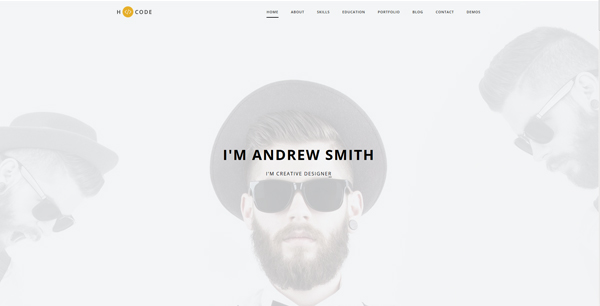 H CODE
HOME ABOUT SKILLS EDUCATION PORTFOLIO BLOG CONTACT DEMOS
I'M ANDREW SMITH
I'M CREATIVE DESIGNER